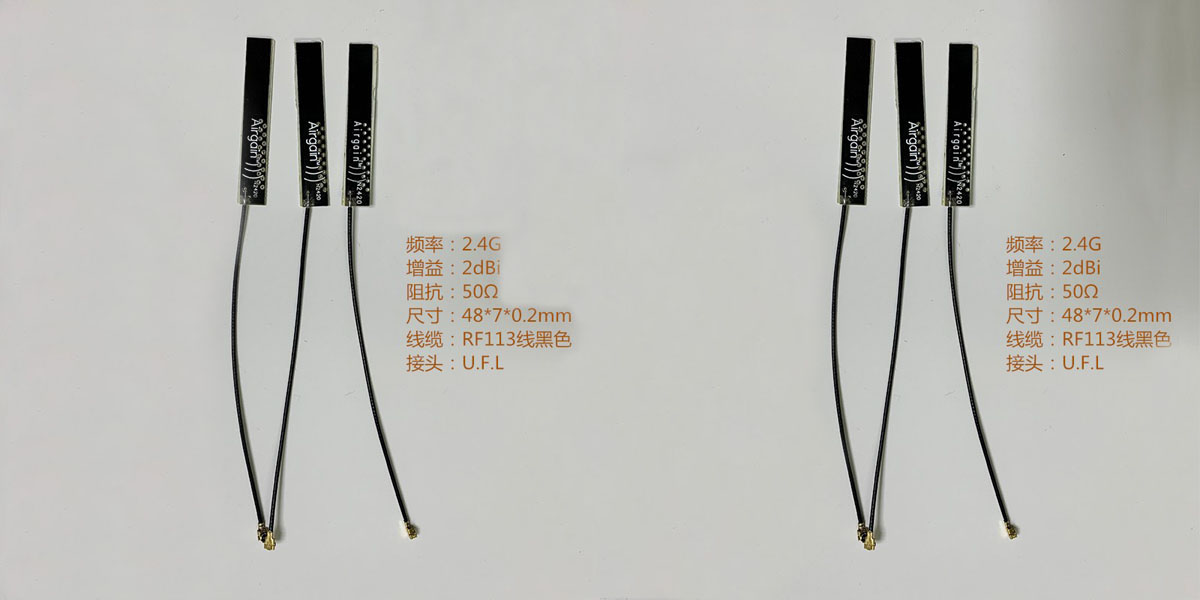 Airgain
N2420
Airgain
N2420
Airgain
N2420
频率：2.4G
增益：2dBi
阻抗：50Ω
尺寸：48*7*0.2mm
线缆：RF113线黑色
接头：U.F.L
Airgain
N2420
Airgain
N2420
Airgain
N2420
频率：2.4G
增益：2dBi
阻抗：50Ω
尺寸：48*7*0.2mm
线缆：RF113线黑色
接头：U.F.L